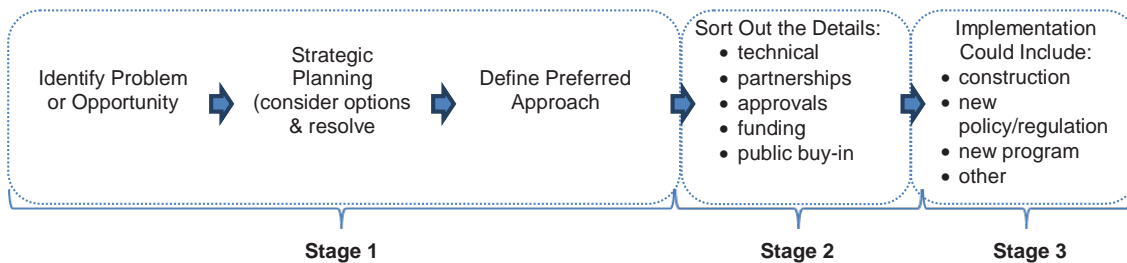 Identify Problem
or Opportunity
Strategic
Planning
(consider options
& resolve
Define Preferred
Approach
Sort Out the Details:
• technical
• partnerships
• approvals
• funding
• public buy-in
Implementation
Could Include:
• construction
• new
policy/regulation
• new program
• other
Stage 1
Stage 2
Stage 3